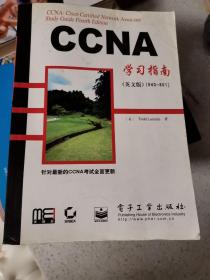 CCNA: Cisco Certified Network Associate
Study Guide Fourth Edition
CCNA
学习指南
(英文版) (640-801)
Todd Lammle 著
针对最新的CCNA考试全面更新
SYBEX
电子工业出版社
Publishing House of Electronics Industry